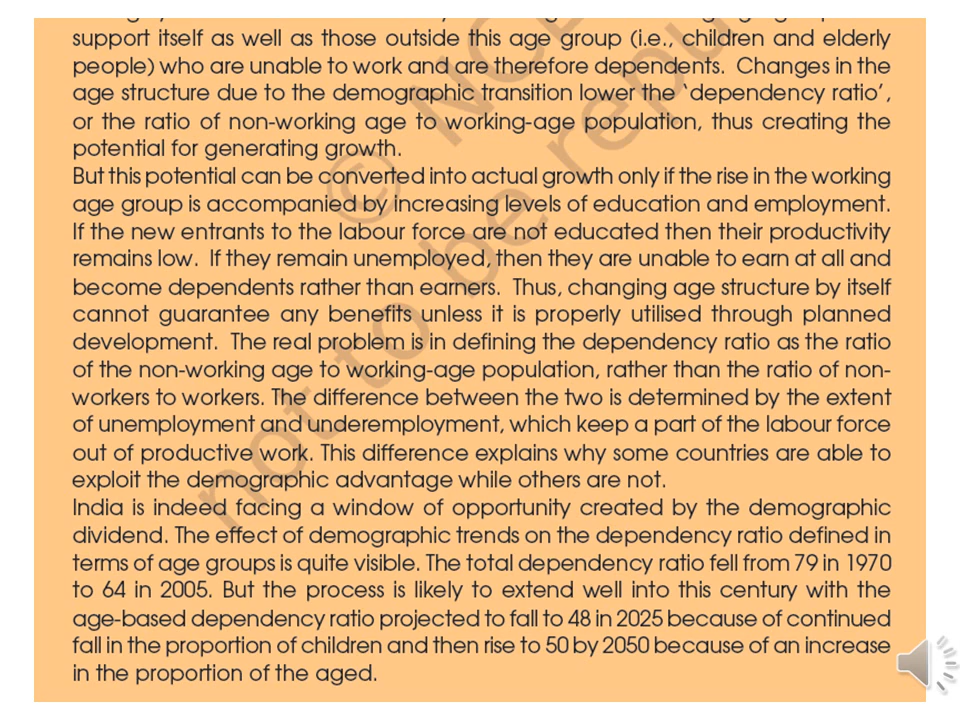 support itself as well as those outside this age group (i.e., children and elderly
people) who are unable to work and are therefore dependents. Changes in the
age structure due to the demographic transition lower the 'dependency ratio',
or the ratio of non-working age to working-age population, thus creating the
potential for generating growth.
But this potential can be converted into actual growth only if the rise in the working
age group is accompanied by increasing levels of education and employment.
If the new entrants to the labour force are not educated then their productivity
remains low. If they remain unemployed, then they are unable to earn at all and
become dependents rather than earners. Thus, changing age structure by itself
cannot guarantee any benefits unless it is properly utilised through planned
development. The real problem is in defining the dependency ratio as the ratio
of the non-working age to working-age population, rather than the ratio of non-
workers to workers. The difference between the two is determined by the extent
of unemployment and underemployment, which keep a part of the labour force
out of productive work. This difference explains why some countries are able to
exploit the demographic advantage while others are not.
India is indeed facing a window of opportunity created by the demographic
dividend. The effect of demographic trends on the dependency ratio defined in
terms of age groups is quite visible. The total dependency ratio fell from 79 in 1970
to 64 in 2005. But the process is likely to extend well into this century with the
age-based dependency ratio projected to fall to 48 in 2025 because of continued
fall in the proportion of children and then rise to 50 by 2050 because of an increase
in the proportion of the aged.
© NC
not to be repu